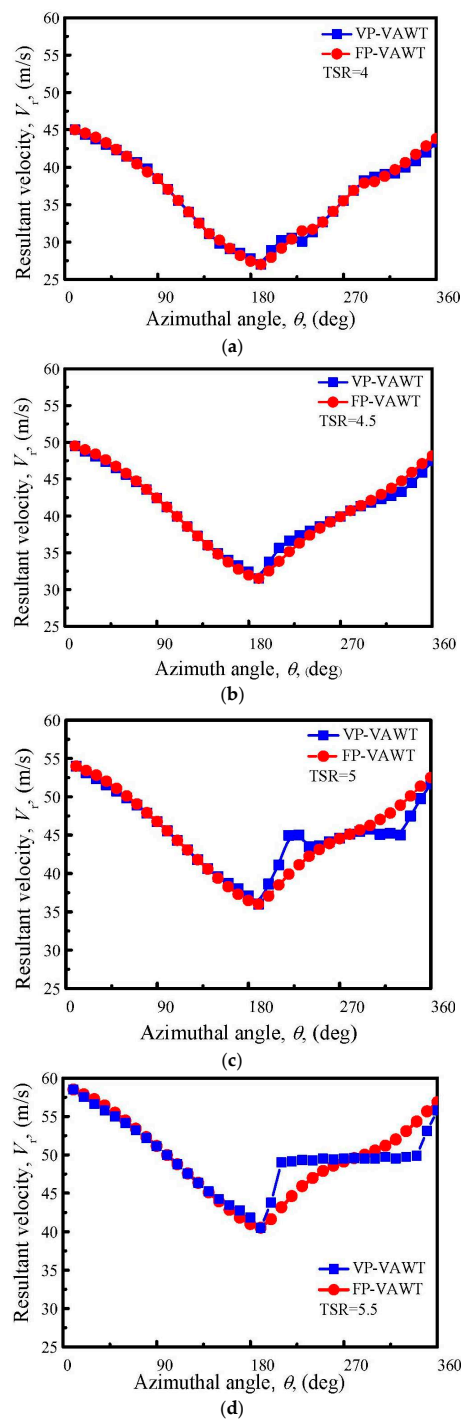 60
55
50
45
40
35
30
25
Resultant velocity, Vr, (m/s)
VP-VAWT
FP-VAWT
TSR=4
0 90 180 270 360
Azimuthal angle, θ, (deg)
(a)
60
55
50
45
40
35
30
25
Resultant velocity, Vr, (m/s)
VP-VAWT
FP-VAWT
TSR=4.5
0 90 180 270 360
Azimuth angle, θ, (deg)
(b)
60
55
50
45
40
35
30
25
Resultant velocity, Vr, (m/s)
VP-VAWT
FP-VAWT
TSR=5
0 90 180 270 360
Azimuthal angle, θ, (deg)
(c)
60
55
50
45
40
35
30
25
Resultant velocity, Vr, (m/s)
VP-VAWT
FP-VAWT
TSR=5.5
0 90 180 270 360
Azimuthal angle, θ, (deg)
(d)